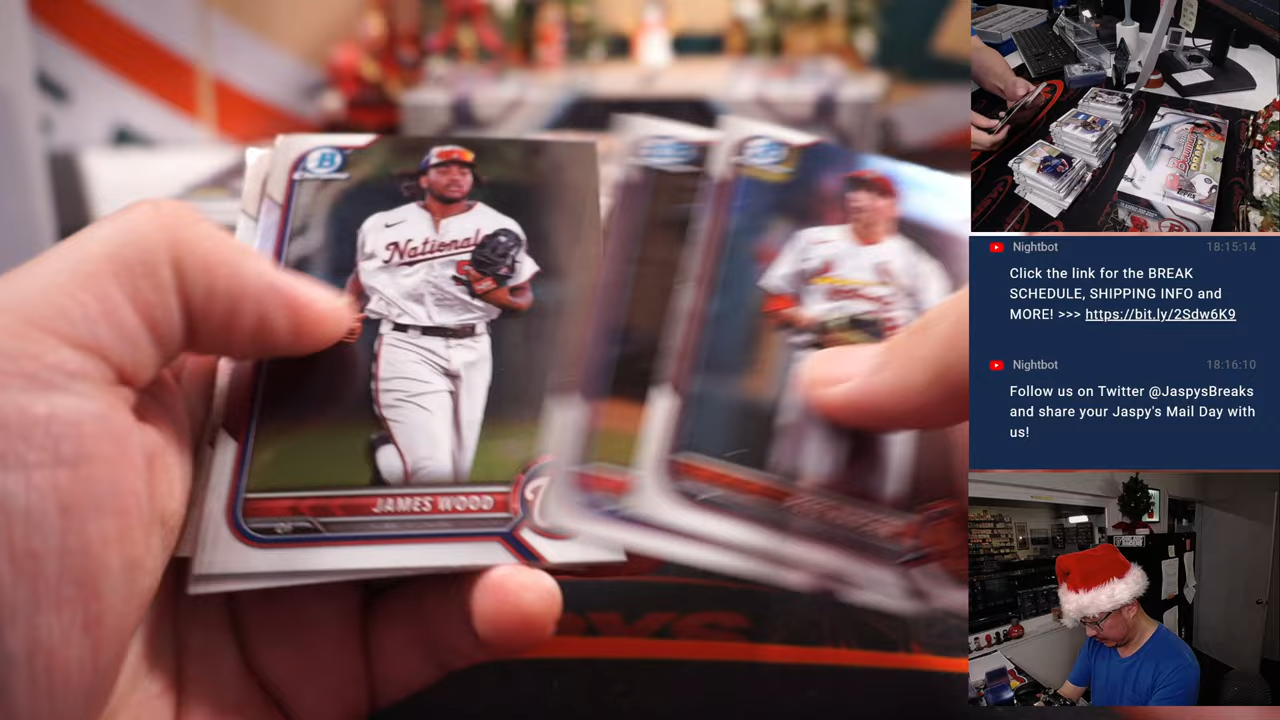 Nationals
JAMES WOOD
OF
Nightbot 18:15:14
Click the link for the BREAK
SCHEDULE, SHIPPING INFO and
MORE! >>> https://bit.ly/2Sdw6K9
Nightbot 18:16:10
Follow us on Twitter @JaspysBreaks
and share your Jaspy's Mail Day with
us!